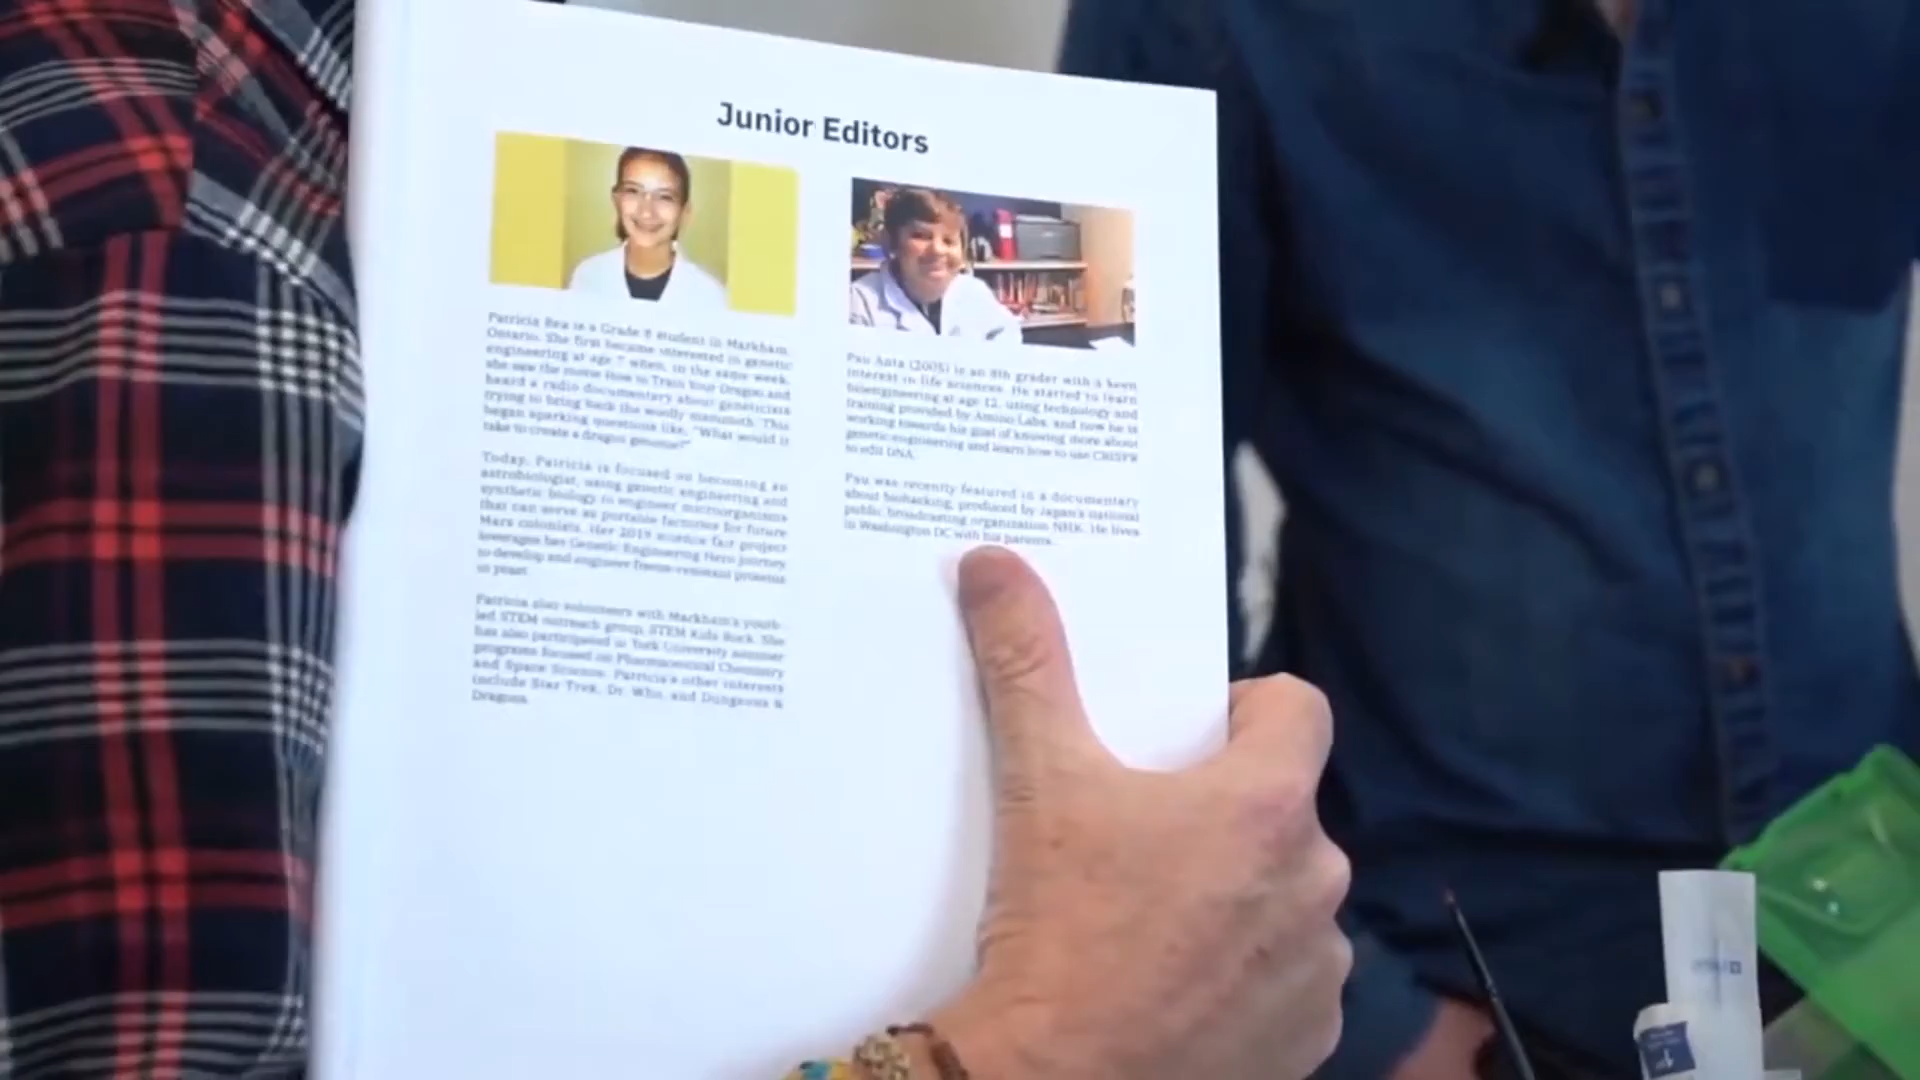 Junior Editors
Patricia Bea is a Grade 8 student in Markham,
Ontario. She first became interested in genetic
engineering at age 7 when, in the same week,
she saw the movie How to Train Your Dragon and
heard a radio documentary about geneticists
trying to bring back the woolly mammoth. This
began sparking questions like, "What would it
take to create a dragon genome?"
Today, Patricia is focused on becoming an
astrobiologist, using genetic engineering and
synthetic biology to engineer microorganisms
that can serve as portable factories for future
Mars colonists. Her 2019 science fair project
leverages her Genetic Engineering Hero journey
to develop and engineer freeze-resistant proteins
in yeast.
Patricia also volunteers with Markham's youth-
led STEM outreach group, STEM Kids Rock. She
has also participated in York University summer
programs focused on Pharmaceutical Chemistry
and Space Science. Patricia's other interests
include Star Trek, Dr. Who, and Dungeons &
Dragons.
Pau Anta (2005) is an 8th grader with a keen
interest in life sciences. He started to learn
bioengineering at age 12, using technology and
training provided by Amino Labs, and now he is
working towards his goal of knowing more about
genetic engineering and learn how to use CRISPR
to edit DNA.
Pau was recently featured in a documentary
about biohacking, produced by Japan's national
public broadcasting organization NHK. He lives
in Washington DC with his parents.